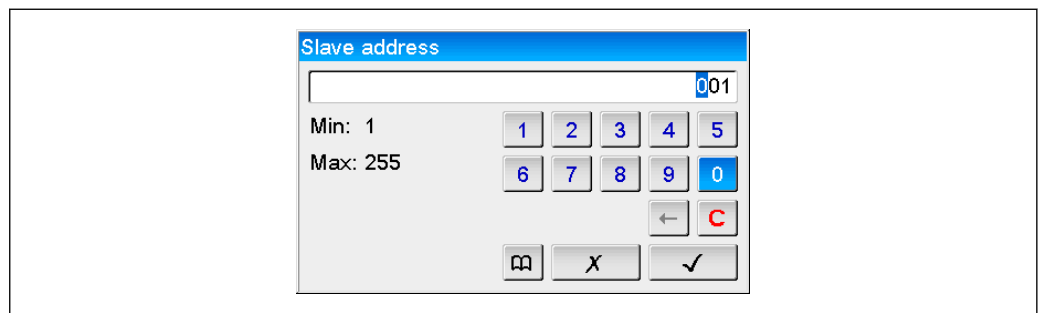 Slave address
001
Min: 1
1 2 3 4 5
Max: 255
6 7 8 9 0
← C
X ✓